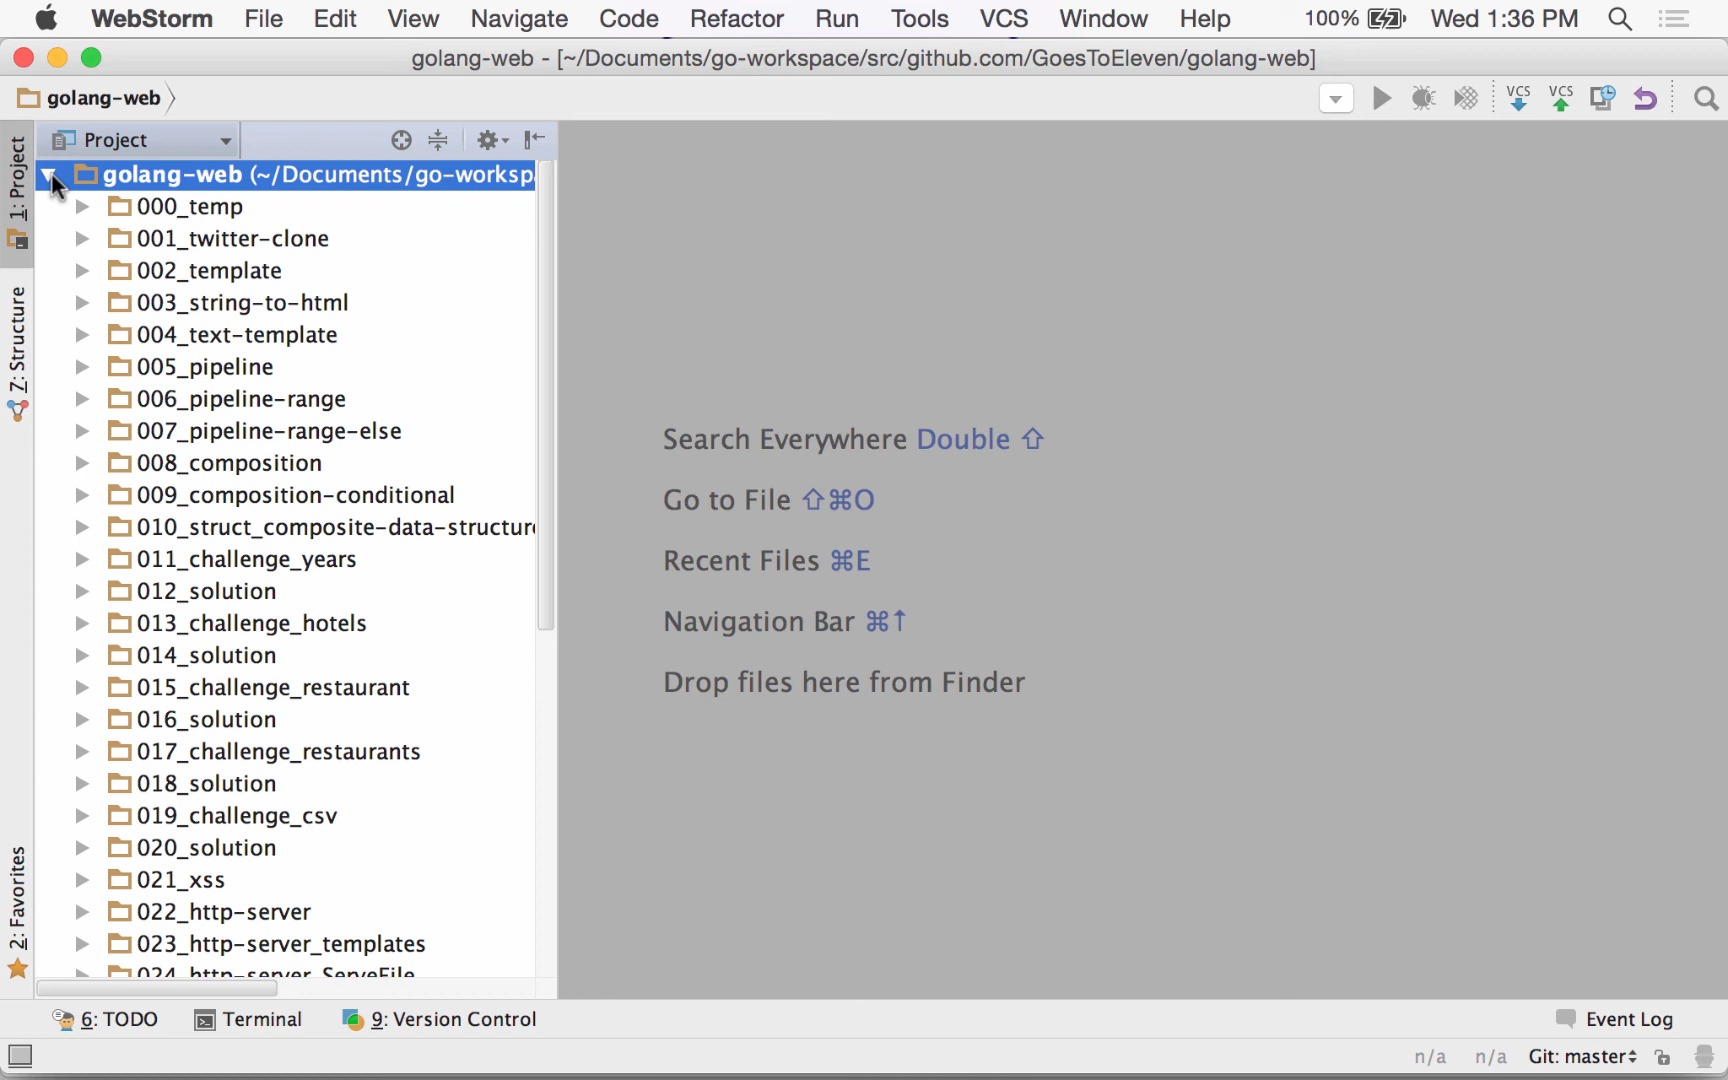 WebStorm File Edit View Navigate Code Refactor Run Tools VCS Window Help 100% Wed 1:36 PM
golang-web - [~/Documents/go-workspace/src/github.com/GoesToEleven/golang-web]
golang-web
VCS VCS
Project
1: Project
golang-web (~/Documents/go-worksp
000_temp
001_twitter-clone
002_template
003_string-to-html
004_text-template
005_pipeline
006_pipeline-range
007_pipeline-range-else
008_composition
009_composition-conditional
010_struct_composite-data-structur
011_challenge_years
012_solution
013_challenge_hotels
014_solution
015_challenge_restaurant
016_solution
017_challenge_restaurants
018_solution
019_challenge_csv
020_solution
021_xss
022_http-server
023_http-server_templates
024_http-server_ServeFile
7: Structure
2: Favorites
Search Everywhere Double ⇧
Go to File ⇧⌘O
Recent Files ⌘E
Navigation Bar ⌘↑
Drop files here from Finder
6: TODO Terminal 9: Version Control Event Log
n/a n/a Git: master